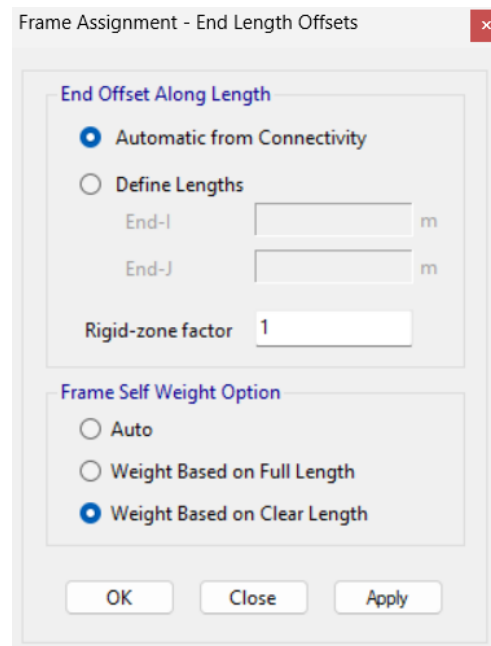 Frame Assignment - End Length Offsets
End Offset Along Length
Automatic from Connectivity
Define Lengths
End-I m
End-J m
Rigid-zone factor 1
Frame Self Weight Option
Auto
Weight Based on Full Length
Weight Based on Clear Length
OK Close Apply